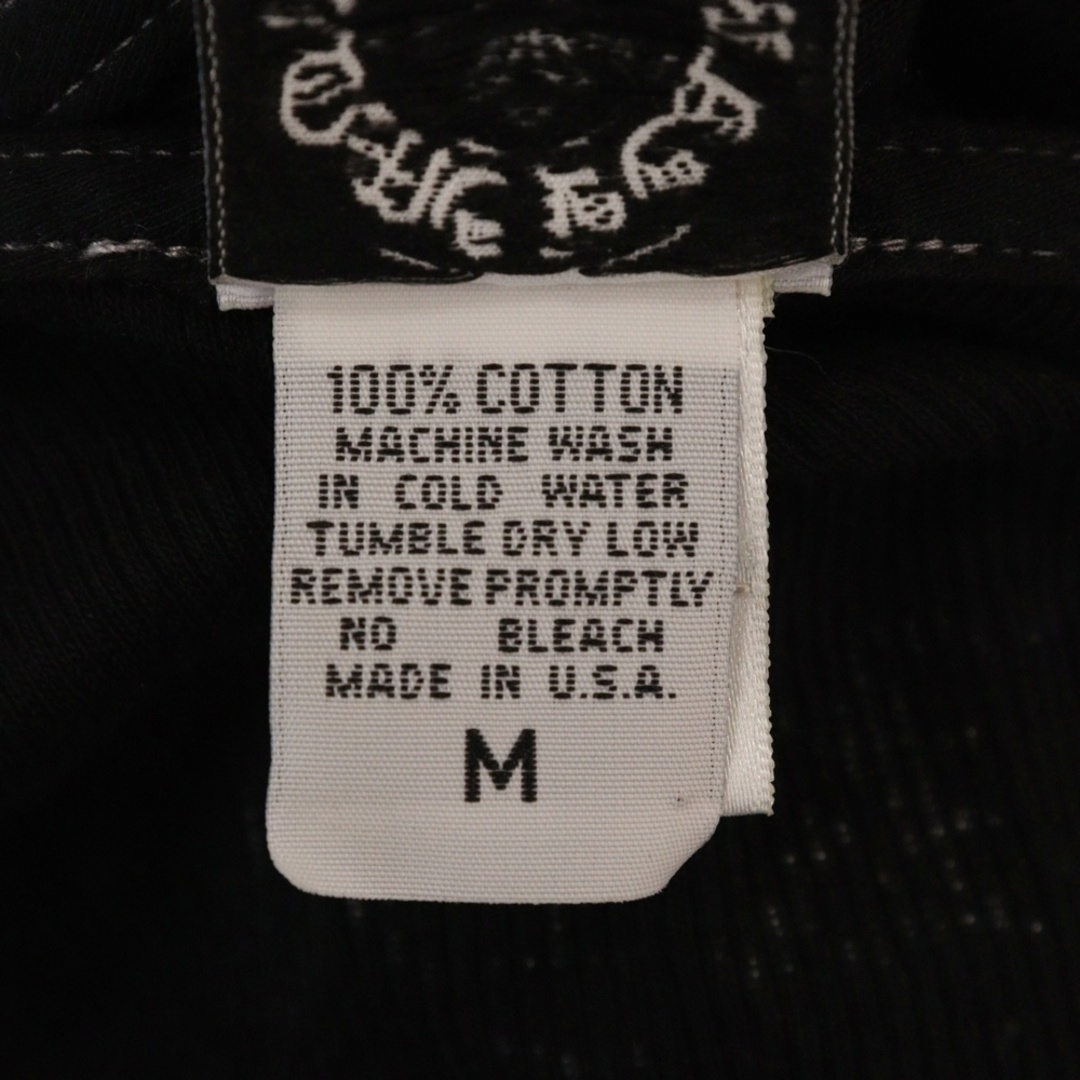 100% COTTON
MACHINE WASH
IN COLD WATER
TUMBLE DRY LOW
REMOVE PROMPTLY
NO BLEACH
MADE IN U.S.A.
M